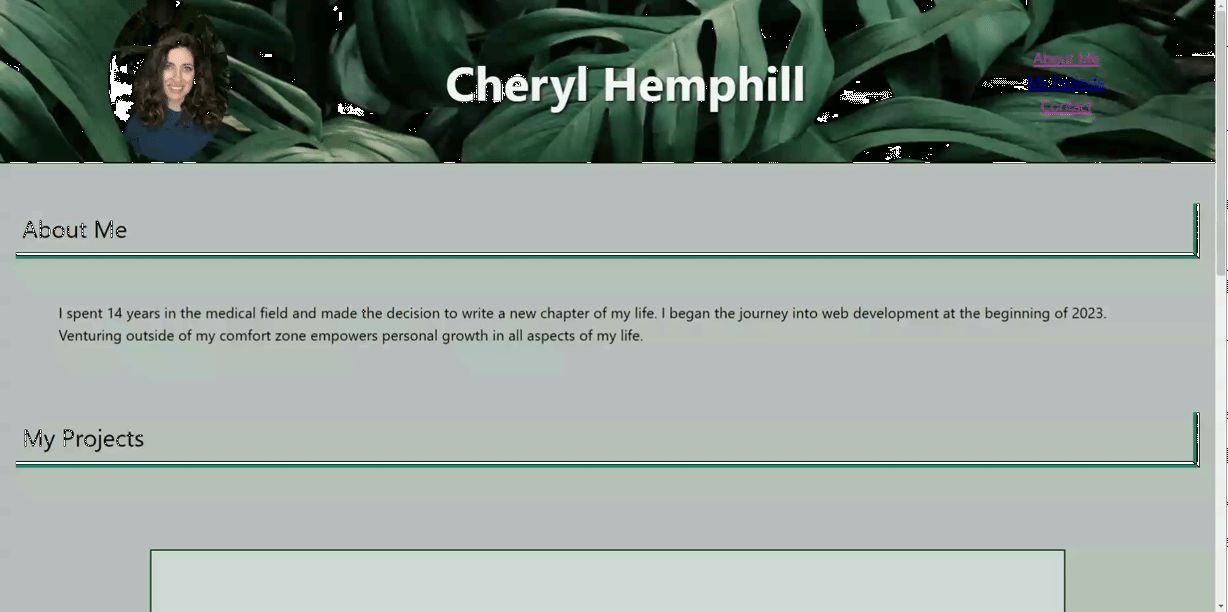 Cheryl Hemphill
About Me
My Projects
Contact
About Me
I spent 14 years in the medical field and made the decision to write a new chapter of my life. I began the journey into web development at the beginning of 2023.
Venturing outside of my comfort zone empowers personal growth in all aspects of my life.
My Projects